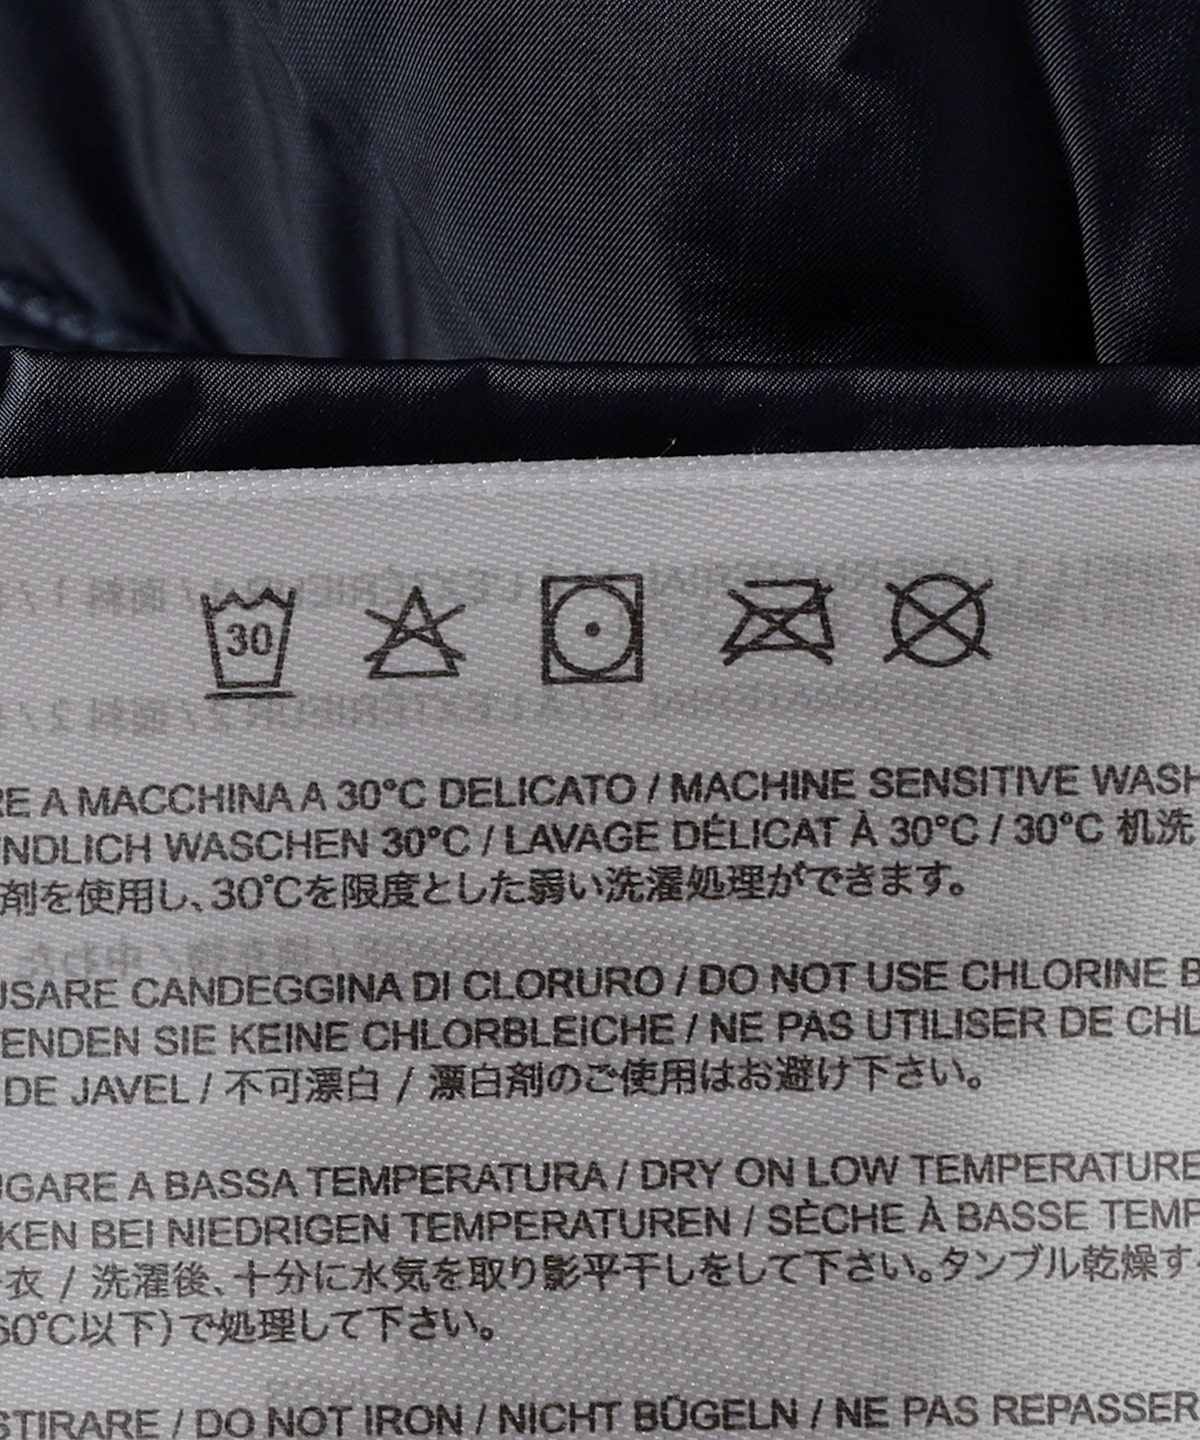 30
RE A MACCHINA A 30°C DELICATO / MACHINE SENSITIVE WASH
NDLICH WASCHEN 30°C / LAVAGE DÉLICAT À 30°C / 30°C 机洗
剤を使用し、30℃を限度とした弱い洗濯処理ができます。
USARE CANDEGGINA DI CLORURO / DO NOT USE CHLORINE B
ENDEN SIE KEINE CHLORBLEICHE / NE PAS UTILISER DE CHL
DE JAVEL / 不可漂白 / 漂白剤のご使用はお避け下さい。
UGARE A BASSA TEMPERATURA / DRY ON LOW TEMPERATURE
KEN BEI NIEDRIGEN TEMPERATUREN / SÈCHE À BASSE TEMP
衣 / 洗濯後、十分に水気を取り影平干しをして下さい。タンブル乾燥す
60℃以下)で処理して下さい。
STIRARE / DO NOT IRON / NICHT BÜGELN / NE PAS REPASSER